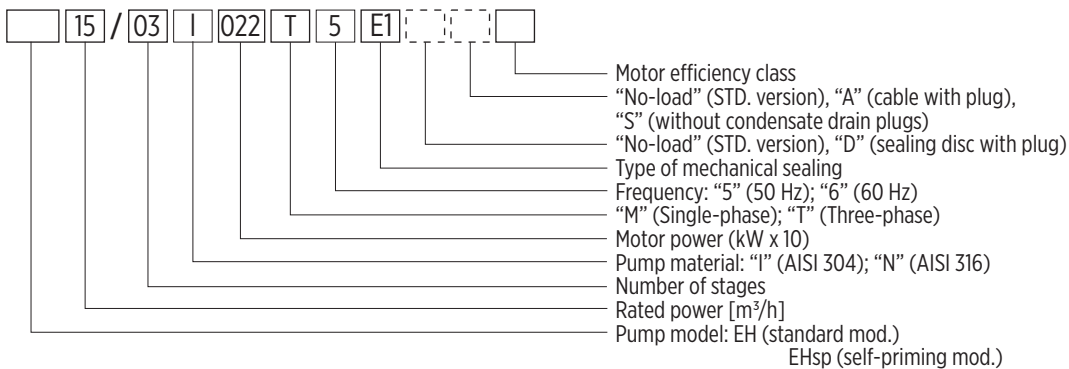 15 / 03 I 022 T 5 E1
Motor efficiency class
“No-load” (STD. version), “A” (cable with plug),
“S” (without condensate drain plugs)
“No-load” (STD. version), “D” (sealing disc with plug)
Type of mechanical sealing
Frequency: “5” (50 Hz); “6” (60 Hz)
“M” (Single-phase); “T” (Three-phase)
Motor power (kW x 10)
Pump material: “I” (AISI 304); “N” (AISI 316)
Number of stages
Rated power [m³/h]
Pump model: EH (standard mod.)
EHsp (self-priming mod.)